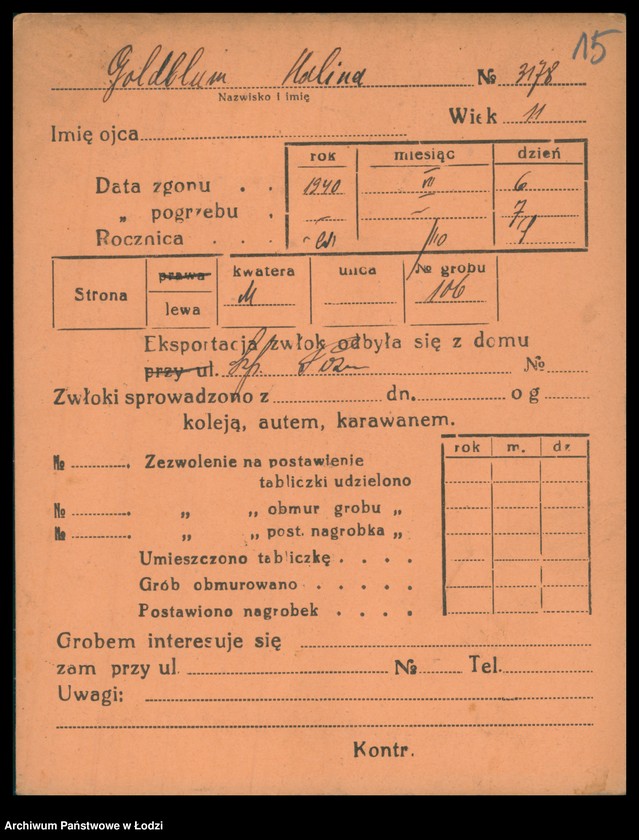 15
Goldblum Halina № 3178
Nazwisko i imię
Wiek 11
Imię ojca
rok miesiąc dzień
Data zgonu . . 1940 VII 6
„ pogrzebu . 7
Rocznica . . .
Strona prawa lewa kwatera M ulica № grobu 106
Eksportacja zwłok odbyła się z domu
przy ul. №
Zwłoki sprowadzono z dn. o g
koleją, autem, karawanem.
rok m. dz.
№ . Zezwolenie na postawienie
tabliczki udzielono
№ . „ „ obmur grobu „
№ . „ „ post. nagrobka „
Umieszczono tabliczkę . . . .
Grób obmurowano . . . . .
Postawiono nagrobek . . . .
Grobem interesuje się
zam przy ul. № Tel.
Uwagi:
Kontr.
Archiwum Państwowe w Łodzi